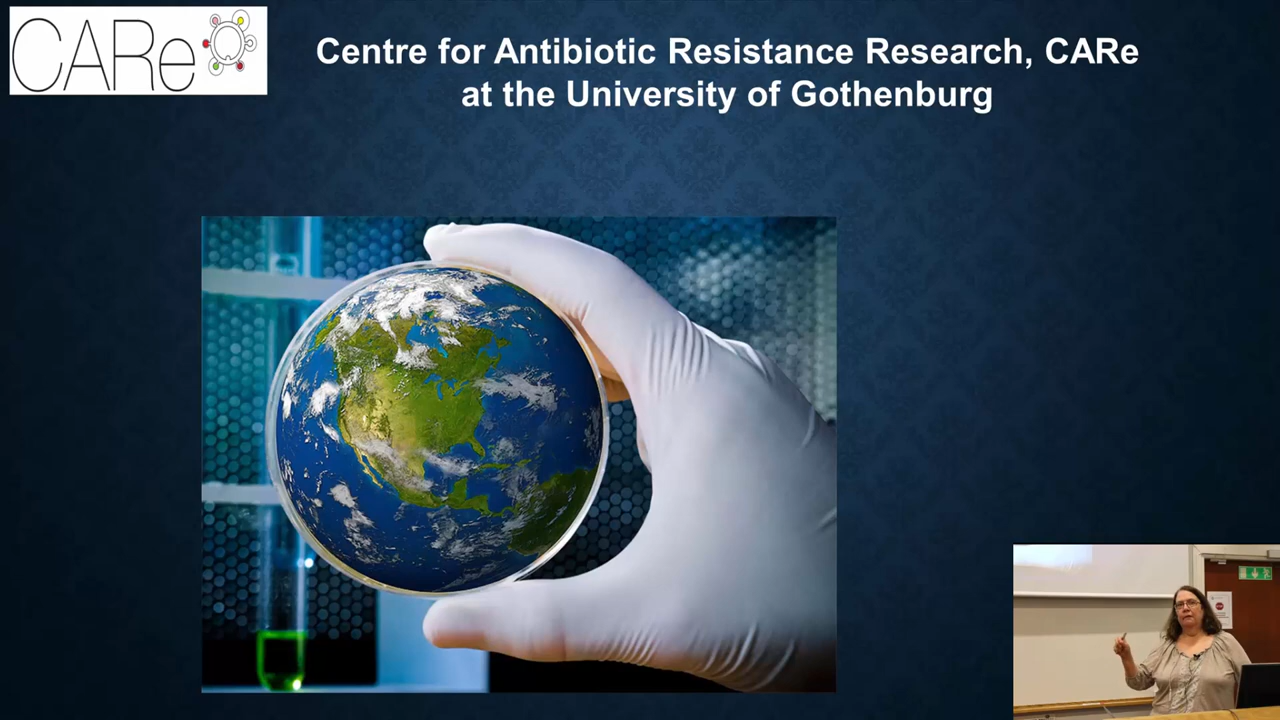 CARe
Centre for Antibiotic Resistance Research, CARe
at the University of Gothenburg